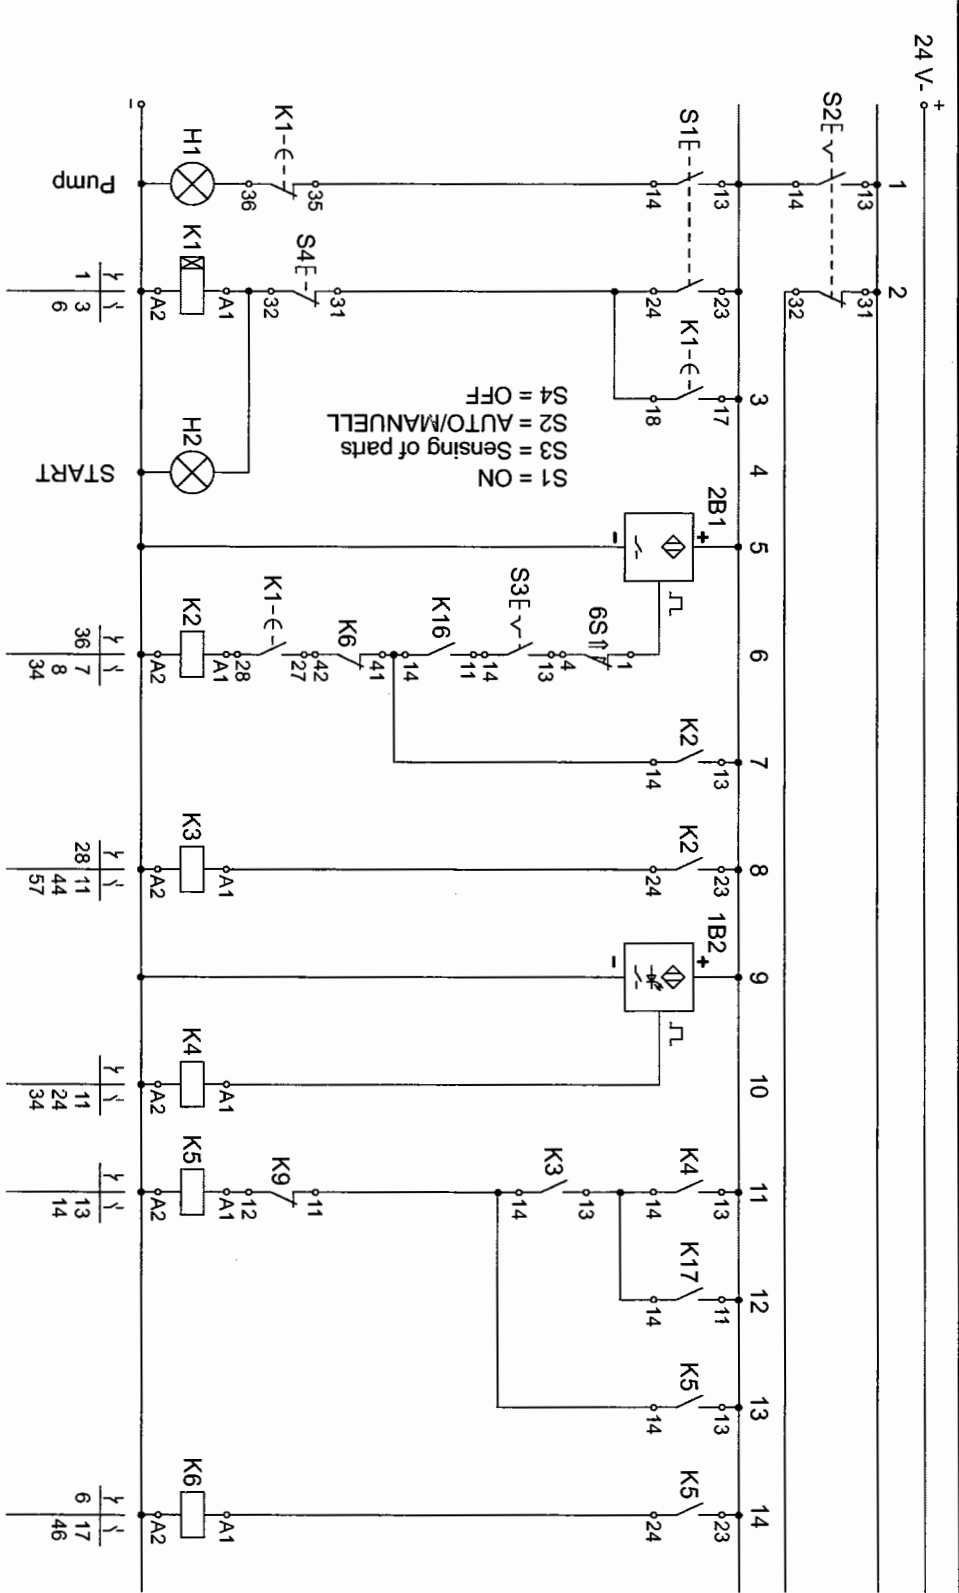 24 V- +
1 2
13 31
S2
14 32
3 4 5 6 7 8 9 10 11 12 13 14
13 23 17 13 23 13 11 13 23
2B1 + 1B2 +
S1 K1 K2 K2 K4 K17 K5 K5
14 24 18 14 24 14 14 14 24
- -
1
6S
4
13
S3
14
11
K16
14
13
K3
14
S1 = ON
S3 = Sensing of parts
S2 = AUTO/MANUELL
S4 = OFF
41
K6
42
27
35 31 11
K1 S4 K1 K9
36 32 28 12
A1 A1 A1 A1 A1 A1
H1 K1 H2 K2 K3 K4 K5 K6
A2 A2 A2 A2 A2 A2
-
Pump
START
1 3
6
36 7
8
34
28 11
44
57
11
24
34
13
14
6 17
46